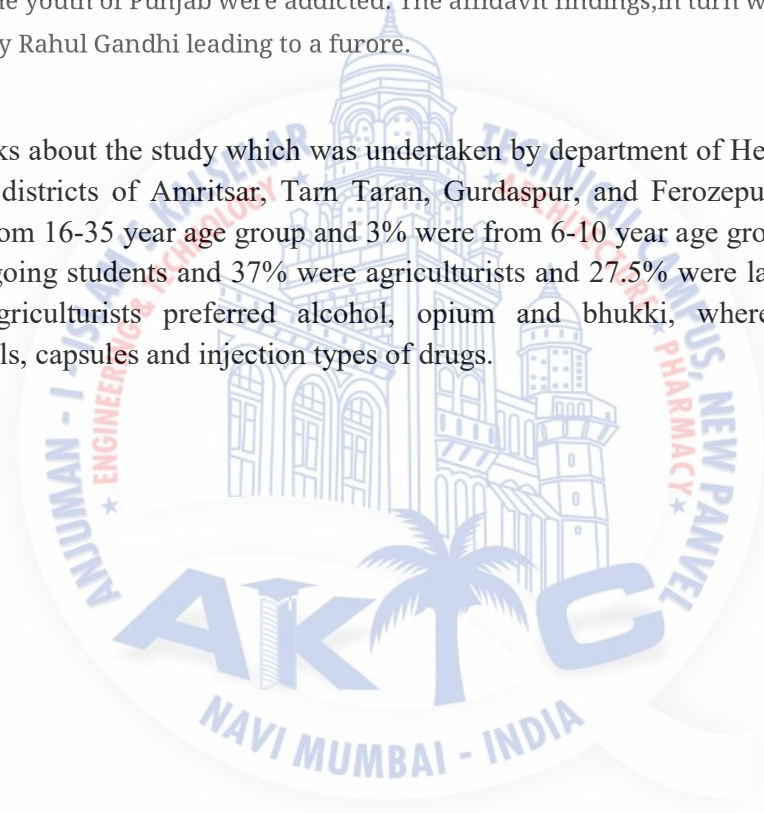 he youth of Punjab were addicted. The affidavit findings,in turn w
y Rahul Gandhi leading to a furore.
ks about the study which was undertaken by department of He
districts of Amritsar, Tarn Taran, Gurdaspur, and Ferozepu
om 16-35 year age group and 3% were from 6-10 year age gro
going students and 37% were agriculturists and 27.5% were la
griculturists preferred alcohol, opium and bhukki, where
ls, capsules and injection types of drugs.
ANJUMAN - I - ISLAM'S KALSEKAR TECHNICAL CAMPUS, NEW PANVEL
ENGINEERING & TECHNOLOGY ARCHITECTURE PHARMACY
AKTC
NAVI MUMBAI - INDIA